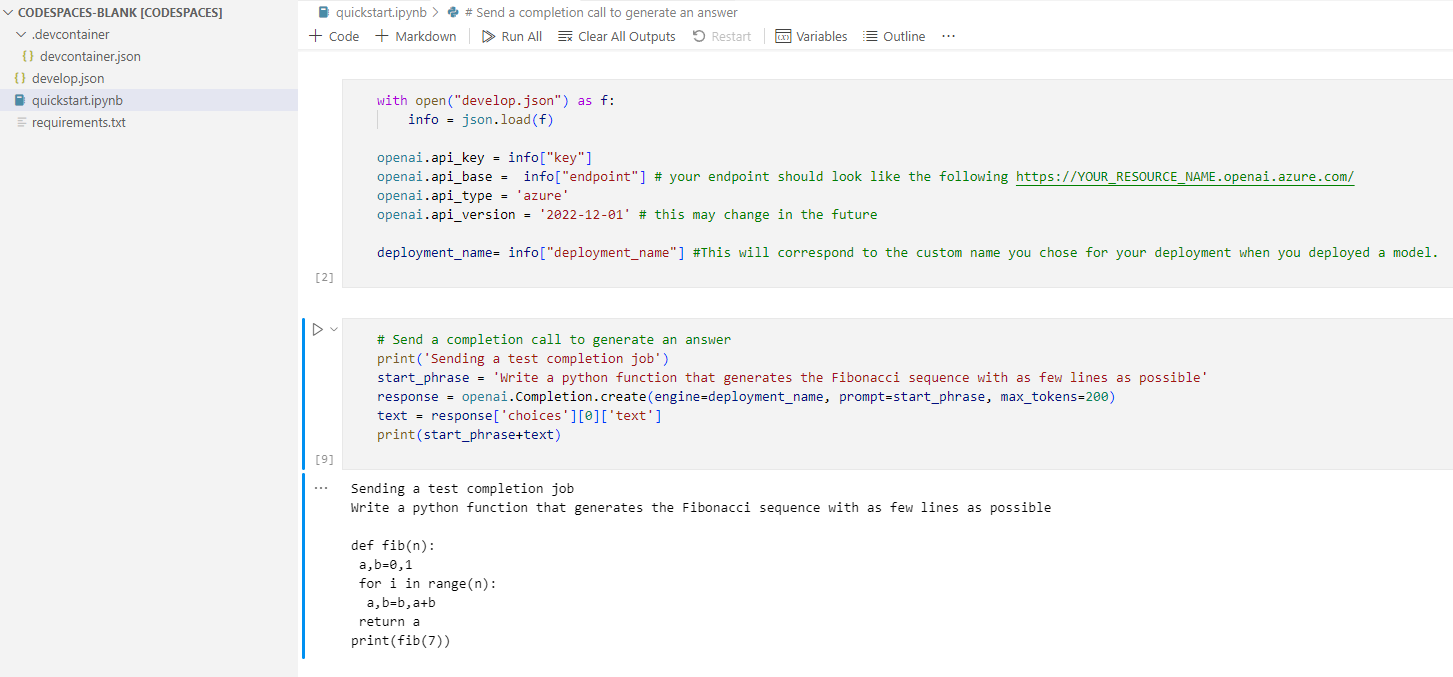 CODESPACES-BLANK [CODESPACES]
.devcontainer
{} devcontainer.json
{} develop.json
quickstart.ipynb
requirements.txt
quickstart.ipynb > # Send a completion call to generate an answer
+ Code + Markdown Run All Clear All Outputs Restart Variables Outline ...
with open("develop.json") as f:
    info = json.load(f)
openai.api_key = info["key"]
openai.api_base =  info["endpoint"] # your endpoint should look like the following https://YOUR_RESOURCE_NAME.openai.azure.com/
openai.api_type = 'azure'
openai.api_version = '2022-12-01' # this may change in the future
deployment_name= info["deployment_name"] #This will correspond to the custom name you chose for your deployment when you deployed a model.
[2]
# Send a completion call to generate an answer
print('Sending a test completion job')
start_phrase = 'Write a python function that generates the Fibonacci sequence with as few lines as possible'
response = openai.Completion.create(engine=deployment_name, prompt=start_phrase, max_tokens=200)
text = response['choices'][0]['text']
print(start_phrase+text)
[9]
... Sending a test completion job
Write a python function that generates the Fibonacci sequence with as few lines as possible
def fib(n):
 a,b=0,1
 for i in range(n):
  a,b=b,a+b
 return a
print(fib(7))